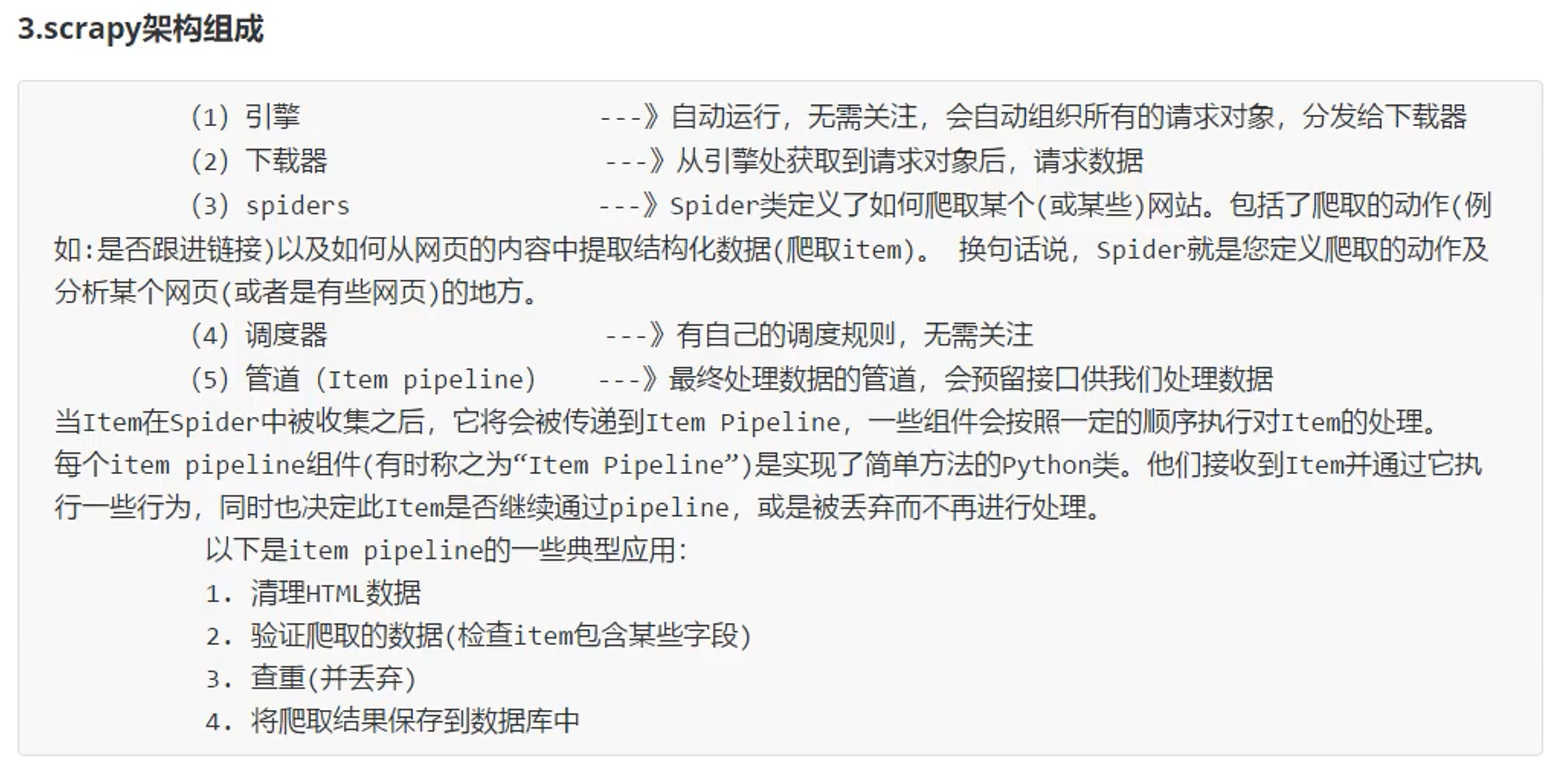 3.scrapy架构组成
（1）引擎 ---》自动运行，无需关注，会自动组织所有的请求对象，分发给下载器
（2）下载器 ---》从引擎处获取到请求对象后，请求数据
（3）spiders ---》Spider类定义了如何爬取某个(或某些)网站。包括了爬取的动作(例
如:是否跟进链接)以及如何从网页的内容中提取结构化数据(爬取item)。 换句话说，Spider就是您定义爬取的动作及
分析某个网页(或者是有些网页)的地方。
（4）调度器 ---》有自己的调度规则，无需关注
（5）管道（Item pipeline） ---》最终处理数据的管道，会预留接口供我们处理数据
当Item在Spider中被收集之后，它将会被传递到Item Pipeline，一些组件会按照一定的顺序执行对Item的处理。
每个item pipeline组件(有时称之为“Item Pipeline”)是实现了简单方法的Python类。他们接收到Item并通过它执
行一些行为，同时也决定此Item是否继续通过pipeline，或是被丢弃而不再进行处理。
以下是item pipeline的一些典型应用：
1. 清理HTML数据
2. 验证爬取的数据(检查item包含某些字段)
3. 查重(并丢弃)
4. 将爬取结果保存到数据库中